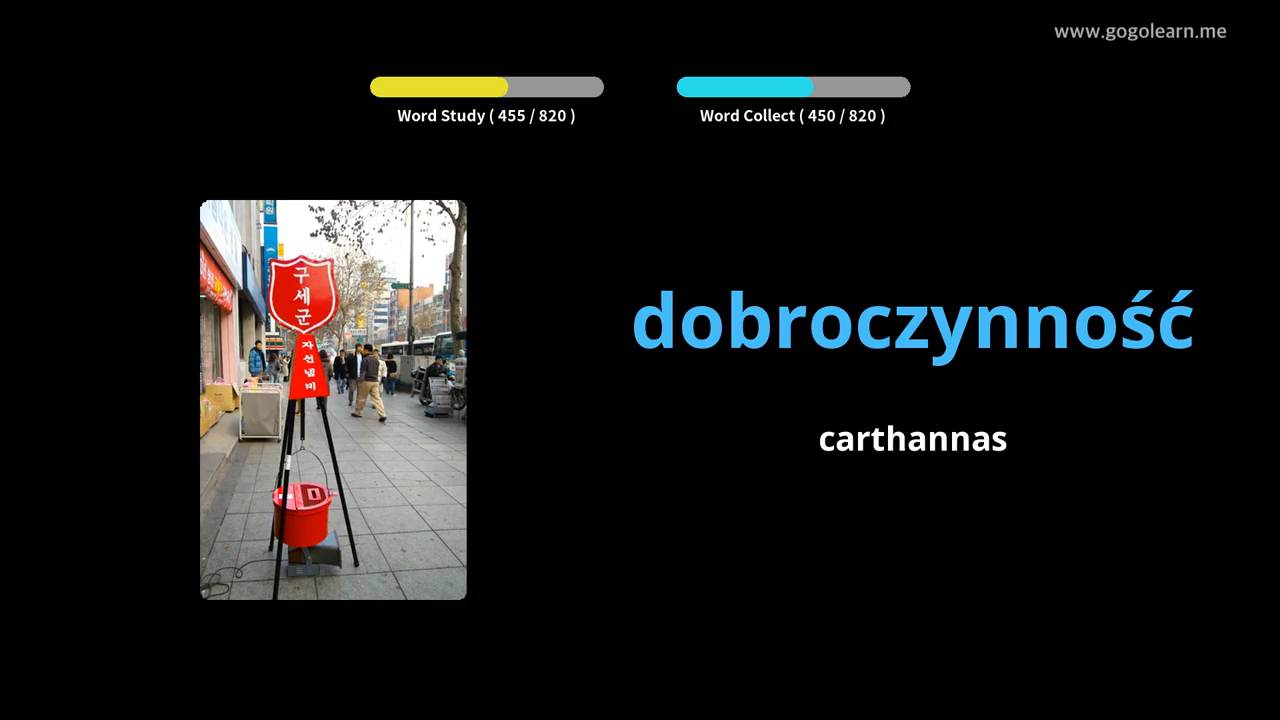 www.gogolearn.me
Word Study ( 455 / 820 )
Word Collect ( 450 / 820 )
구세군
자선냄비
dobroczynność
carthannas